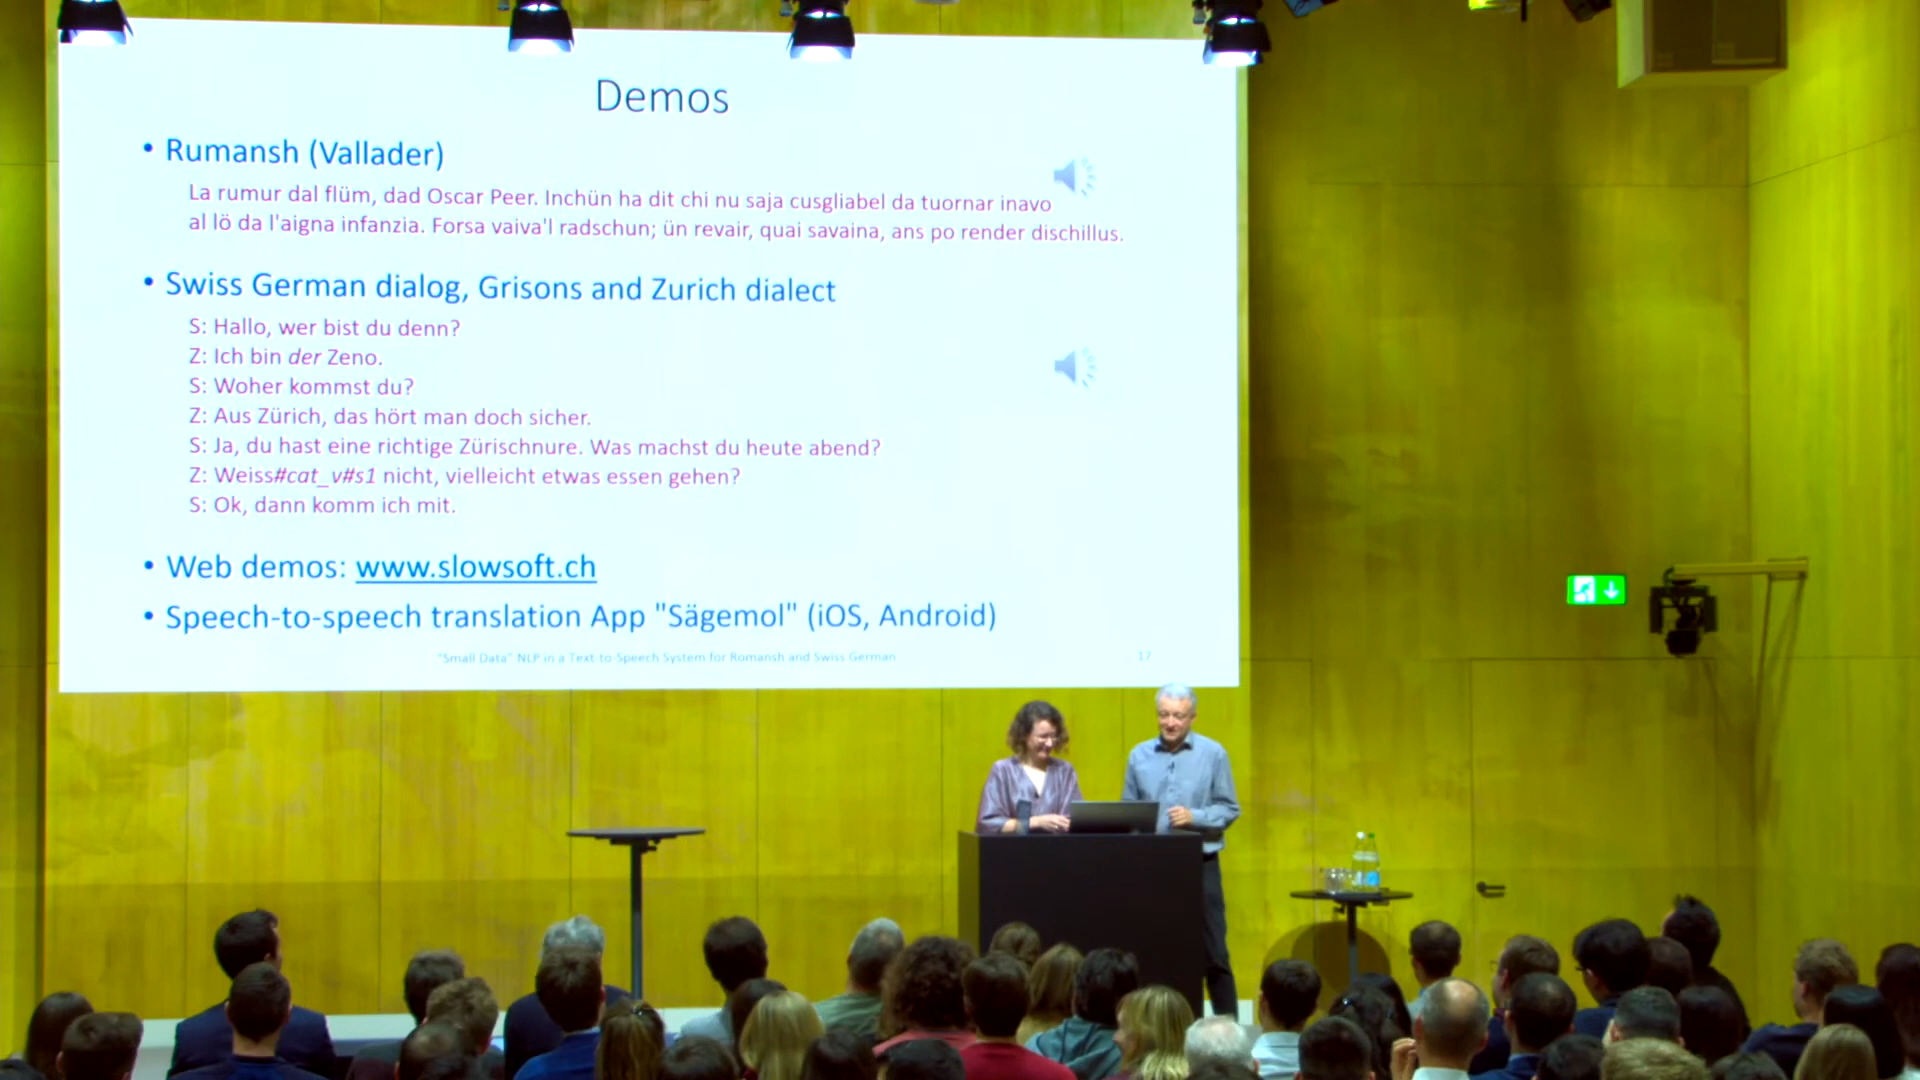 Demos
• Rumansh (Vallader)
La rumur dal flüm, dad Oscar Peer. Inchün ha dit chi nu saja cusgliabel da tuornar inavo
al lö da l'aigna infanzia. Forsa vaiva'l radschun; ün revair, quai savaina, ans po render dischillus.
• Swiss German dialog, Grisons and Zurich dialect
S: Hallo, wer bist du denn?
Z: Ich bin der Zeno.
S: Woher kommst du?
Z: Aus Zürich, das hört man doch sicher.
S: Ja, du hast eine richtige Zürischnure. Was machst du heute abend?
Z: Weiss#cat_v#s1 nicht, vielleicht etwas essen gehen?
S: Ok, dann komm ich mit.
• Web demos: www.slowsoft.ch
• Speech-to-speech translation App "Sägemol" (iOS, Android)
"Small Data" NLP in a Text-to-Speech System for Romansh and Swiss German
17